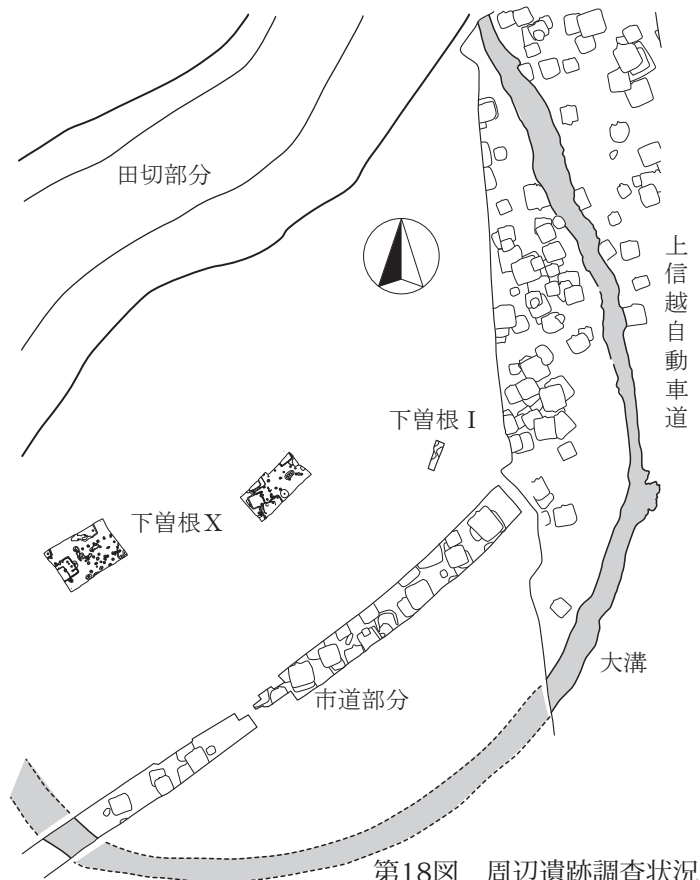 田切部分
上信越自動車道
下曽根Ⅰ
下曽根Ⅹ
大溝
市道部分
第18図 周辺遺跡調査状況